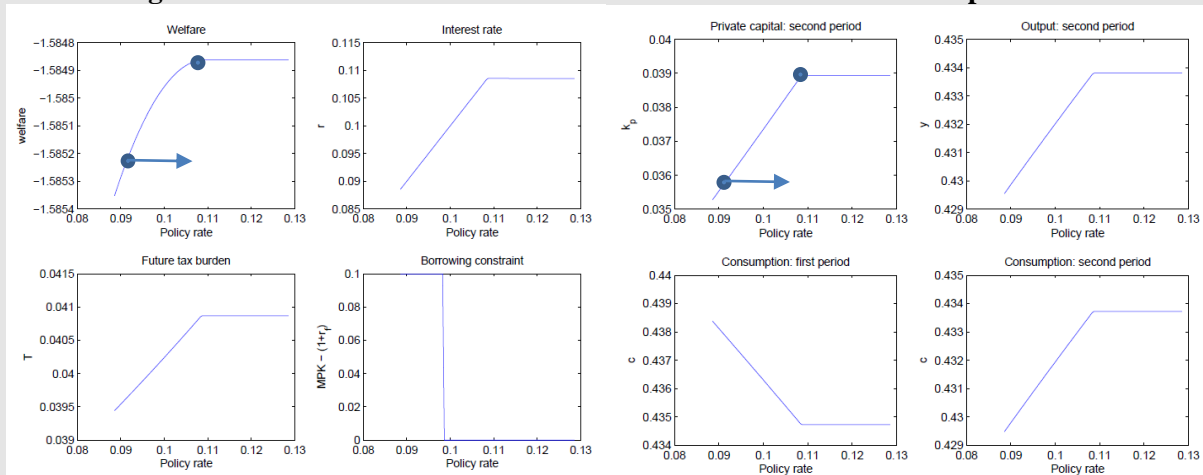 Welfare
−1.5848
−1.5849
−1.585
−1.5851
−1.5852
−1.5853
−1.5854
welfare
0.08 0.09 0.1 0.11 0.12 0.13
Policy rate
Interest rate
0.115
0.11
0.105
0.1
0.095
0.09
0.085
r
0.08 0.09 0.1 0.11 0.12 0.13
Policy rate
Private capital: second period
0.04
0.039
0.038
0.037
0.036
0.035
k_p
0.08 0.09 0.1 0.11 0.12 0.13
Policy rate
Output: second period
0.435
0.434
0.433
0.432
0.431
0.43
0.429
y
0.08 0.09 0.1 0.11 0.12 0.13
Policy rate
Future tax burden
0.0415
0.041
0.0405
0.04
0.0395
0.039
T
0.08 0.09 0.1 0.11 0.12 0.13
Policy rate
Borrowing constraint
0.1
0.08
0.06
0.04
0.02
0
MPK − (1+r_f)
0.08 0.09 0.1 0.11 0.12 0.13
Policy rate
Consumption: first period
0.44
0.439
0.438
0.437
0.436
0.435
0.434
c
0.08 0.09 0.1 0.11 0.12 0.13
Policy rate
Consumption: second period
0.435
0.434
0.433
0.432
0.431
0.43
0.429
c
0.08 0.09 0.1 0.11 0.12 0.13
Policy rate